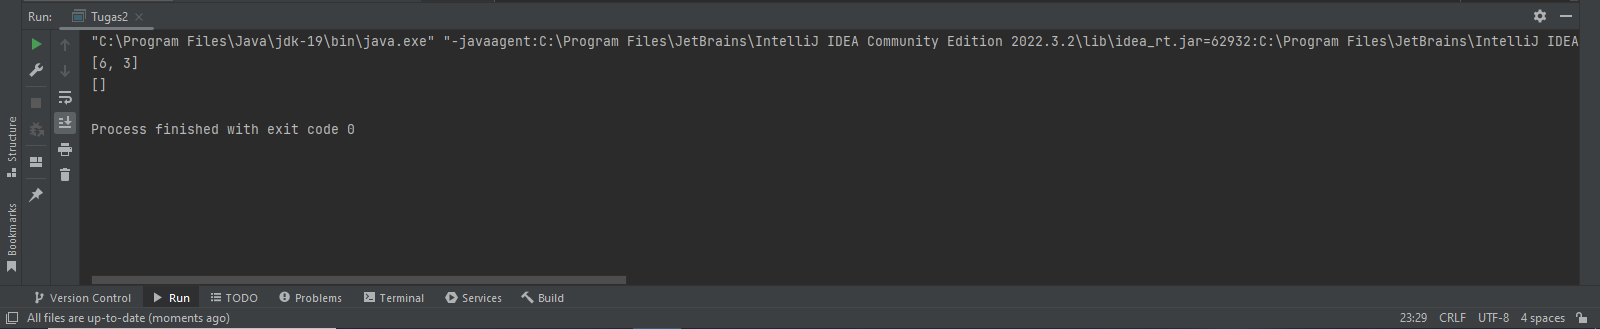 Run: Tugas2
"C:\Program Files\Java\jdk-19\bin\java.exe" "-javaagent:C:\Program Files\JetBrains\IntelliJ IDEA Community Edition 2022.3.2\lib\idea_rt.jar=62932:C:\Program Files\JetBrains\IntelliJ IDEA
[6, 3]
[]
Process finished with exit code 0
Structure
Bookmarks
Version Control Run TODO Problems Terminal Services Build
All files are up-to-date (moments ago) 23:29 CRLF UTF-8 4 spaces